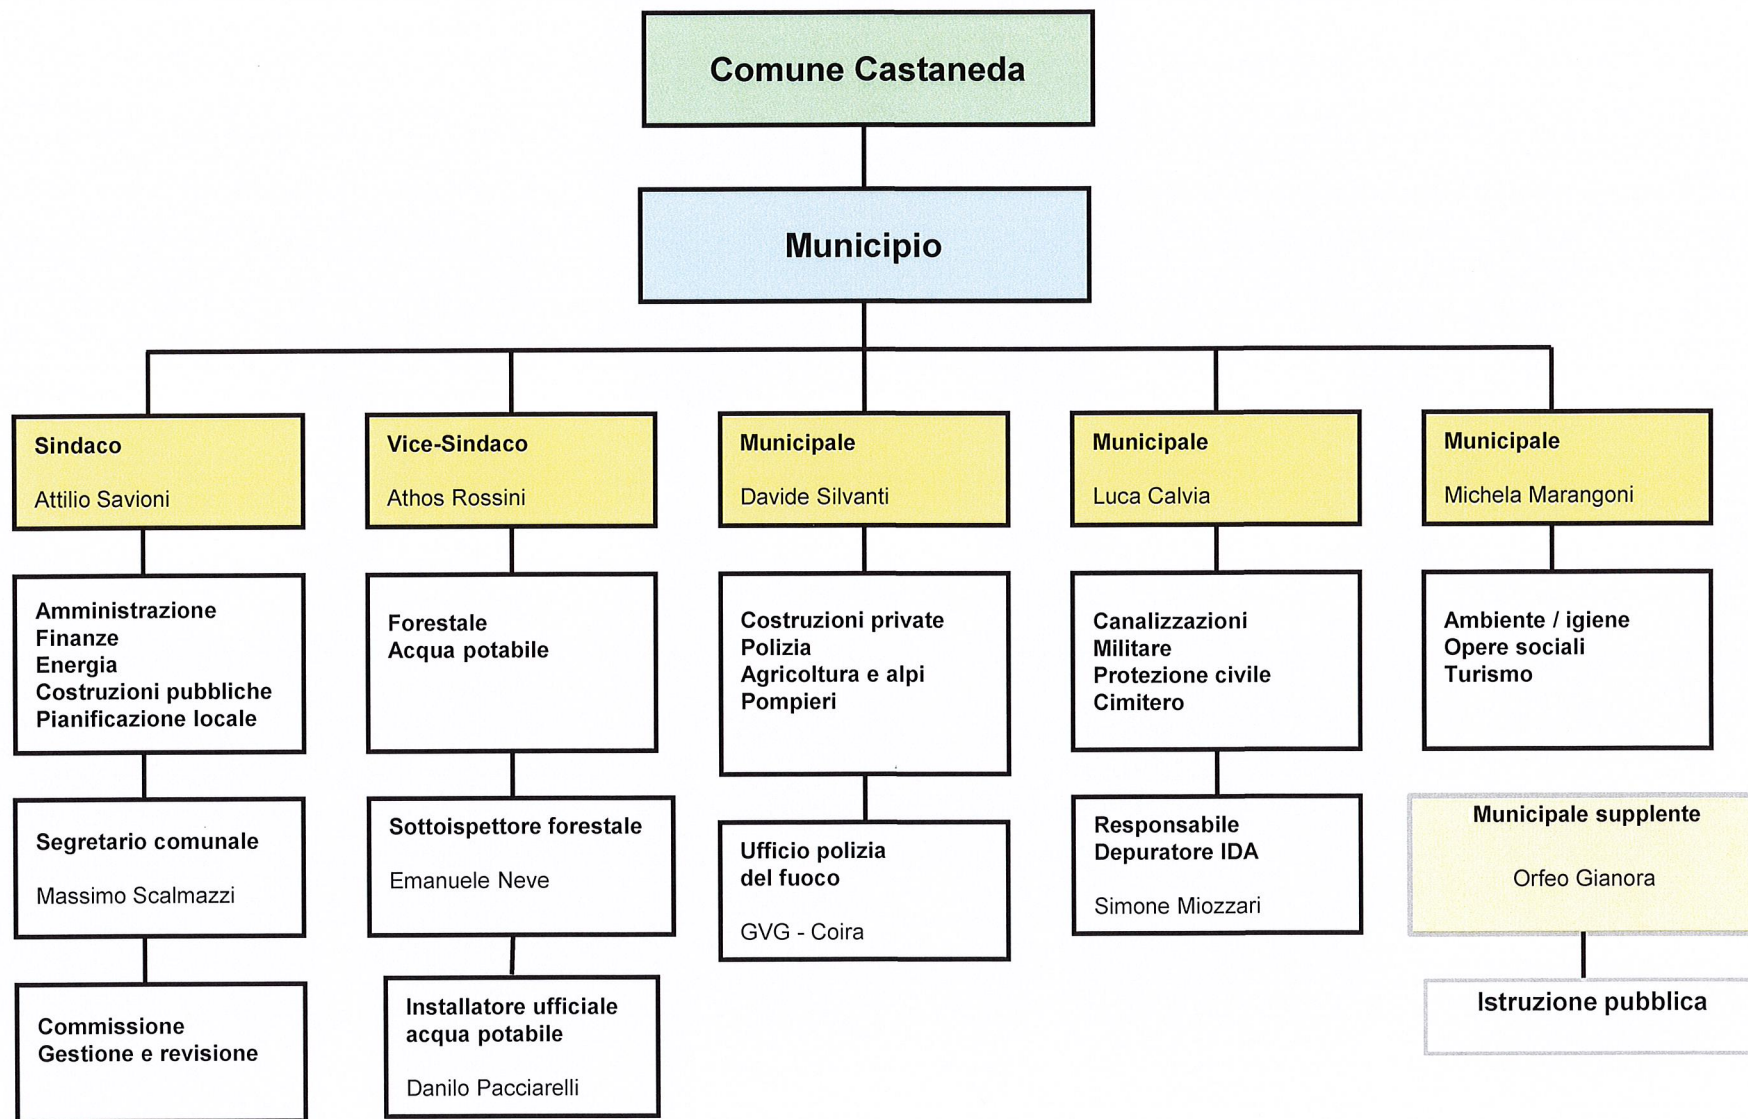 Comune Castaneda
Municipio
Sindaco
Attilio Savioni
Vice-Sindaco
Athos Rossini
Municipale
Davide Silvanti
Municipale
Luca Calvia
Municipale
Michela Marangoni
Amministrazione
Finanze
Energia
Costruzioni pubbliche
Pianificazione locale
Forestale
Acqua potabile
Costruzioni private
Polizia
Agricoltura e alpi
Pompieri
Canalizzazioni
Militare
Protezione civile
Cimitero
Ambiente / igiene
Opere sociali
Turismo
Segretario comunale
Massimo Scalmazzi
Sottoispettore forestale
Emanuele Neve
Ufficio polizia
del fuoco
GVG - Coira
Responsabile
Depuratore IDA
Simone Miozzari
Municipale supplente
Orfeo Gianora
Commissione
Gestione e revisione
Installatore ufficiale
acqua potabile
Danilo Pacciarelli
Istruzione pubblica